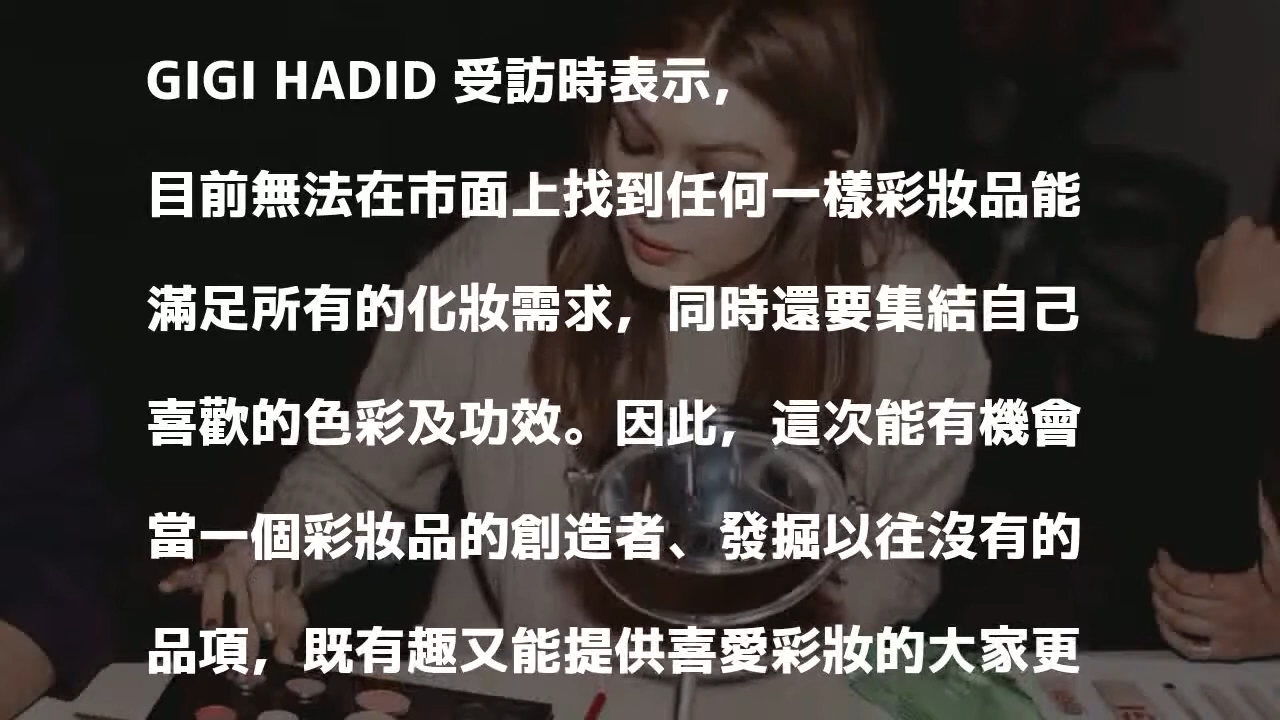 GIGI HADID 受訪時表示，
目前無法在市面上找到任何一樣彩妝品能
滿足所有的化妝需求，同時還要集結自己
喜歡的色彩及功效。因此，這次能有機會
當一個彩妝品的創造者、發掘以往沒有的
品項，既有趣又能提供喜愛彩妝的大家更